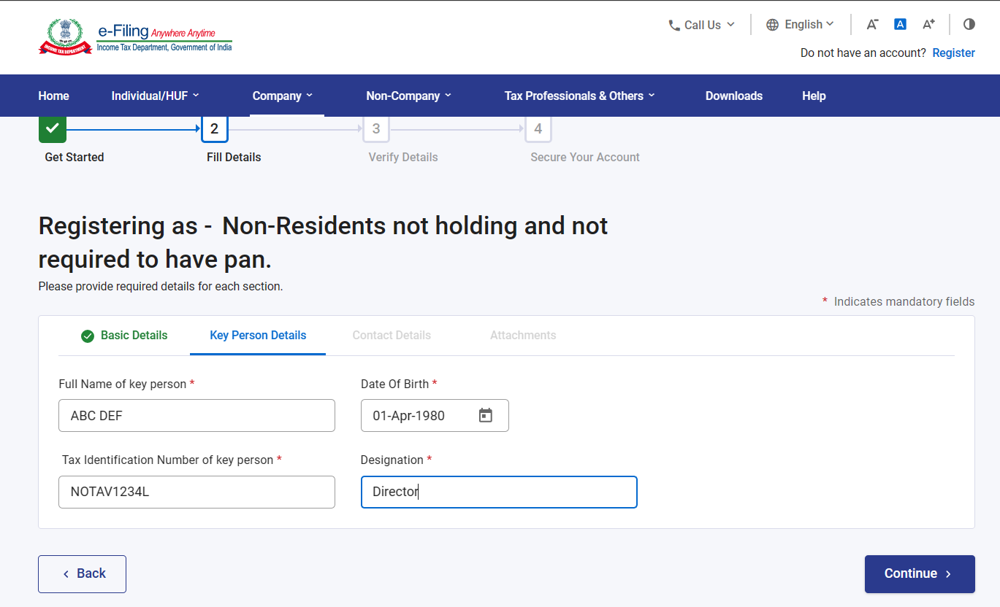 e-Filing Anywhere Anytime
Income Tax Department, Government of India
INCOME TAX DEPARTMENT
Call Us
English
A-
A
A+
Do not have an account? Register
Home
Individual/HUF
Company
Non-Company
Tax Professionals & Others
Downloads
Help
2
3
4
Get Started
Fill Details
Verify Details
Secure Your Account
Registering as - Non-Residents not holding and not
required to have pan.
Please provide required details for each section.
* Indicates mandatory fields
Basic Details
Key Person Details
Contact Details
Attachments
Full Name of key person *
Date Of Birth *
ABC DEF
01-Apr-1980
Tax Identification Number of key person *
Designation *
NOTAV1234L
Director
< Back
Continue >